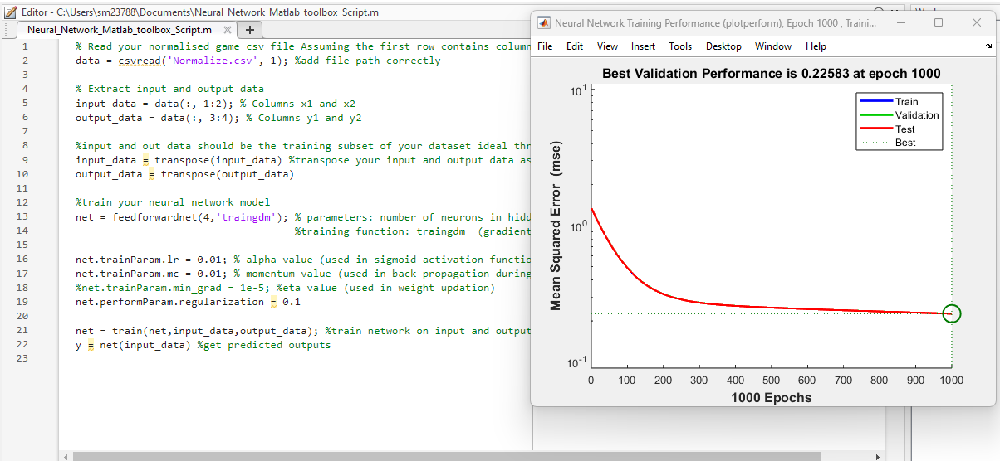 Editor - C:\Users\sm23788\Documents\Neural_Network_Matlab_toolbox_Script.m
Neural_Network_Matlab_toolbox_Script.m × +
1 % Read your normalised game csv file Assuming the first row contains column
2 data = csvread('Normalize.csv', 1); %add file path correctly
3
4 % Extract input and output data
5 input_data = data(:, 1:2); % Columns x1 and x2
6 output_data = data(:, 3:4); % Columns y1 and y2
7
8 %input and out data should be the training subset of your dataset ideal thr
9 input_data = transpose(input_data) %transpose your input and output data as
10 output_data = transpose(output_data)
11
12 %train your neural network model
13 net = feedforwardnet(4,'traingdm'); % parameters: number of neurons in hidd
14 %training function: traingdm (gradient
15
16 net.trainParam.lr = 0.01; % alpha value (used in sigmoid activation functio
17 net.trainParam.mc = 0.01; % momentum value (used in back propagation during
18 %net.trainParam.min_grad = 1e-5; %eta value (used in weight updation)
19 net.performParam.regularization = 0.1
20
21 net = train(net,input_data,output_data); %train network on input and output
22 y = net(input_data) %get predicted outputs
23
Neural Network Training Performance (plotperform), Epoch 1000 , Traini...
File Edit View Insert Tools Desktop Window Help
Best Validation Performance is 0.22583 at epoch 1000
Train
Validation
Test
Best
Mean Squared Error (mse)
10^1
10^0
10^-1
0 100 200 300 400 500 600 700 800 900 1000
1000 Epochs